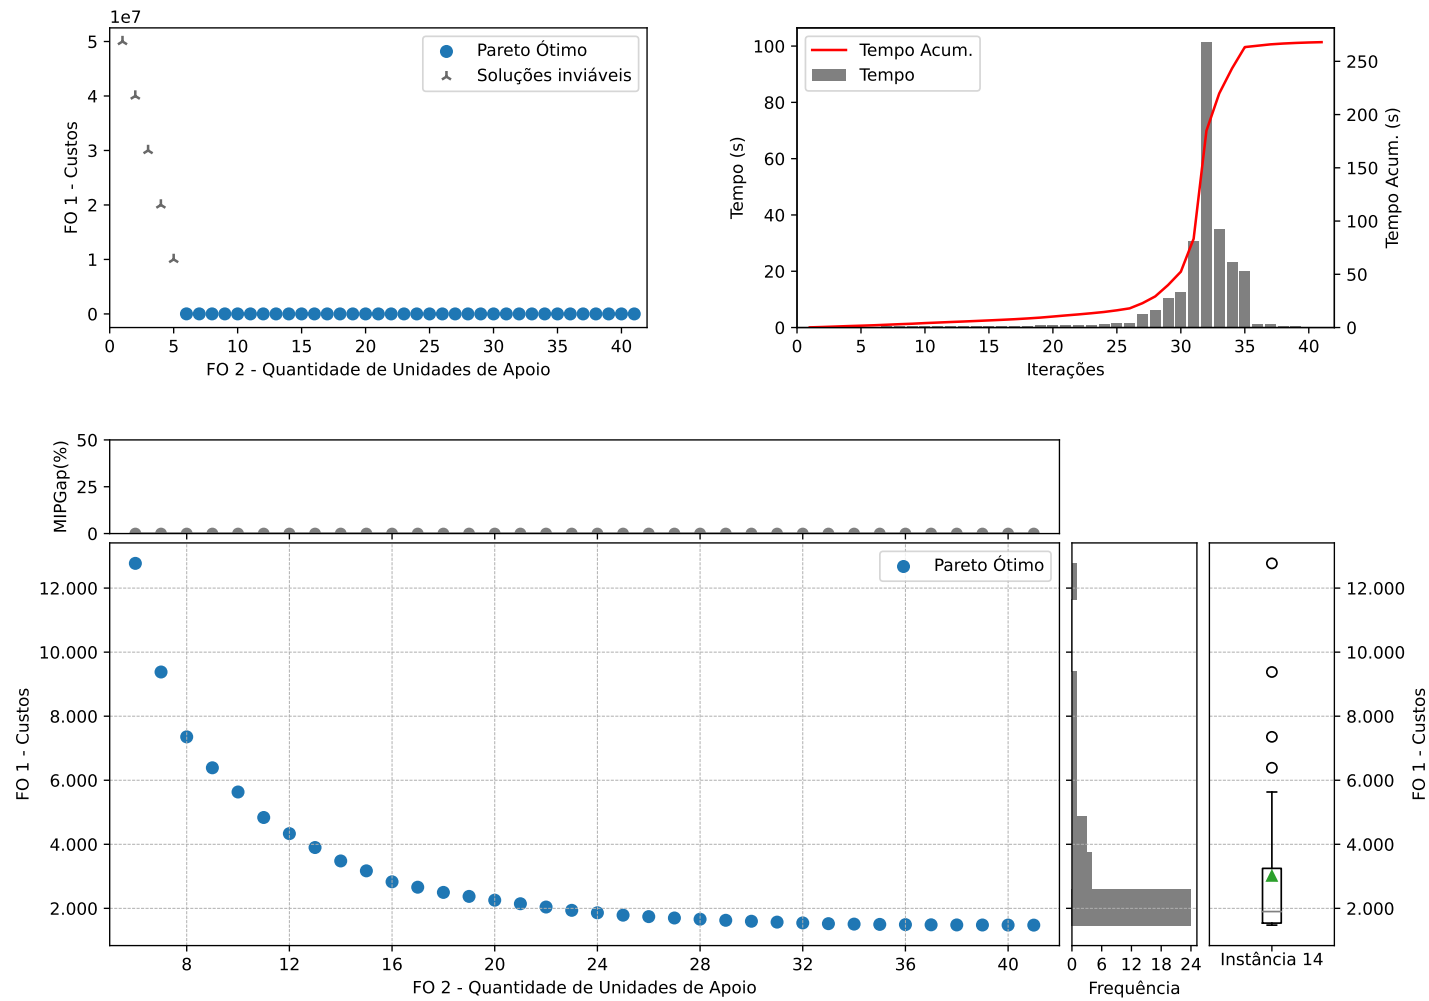 1e7
5
4
3
2
1
0
FO 1 - Custos
Pareto Ótimo
Soluções inviáveis
0 5 10 15 20 25 30 35 40
FO 2 - Quantidade de Unidades de Apoio
100
80
60
40
20
0
Tempo (s)
Tempo Acum.
Tempo
250
200
150
100
50
0
Tempo Acum. (s)
0 5 10 15 20 25 30 35 40
Iterações
50
25
0
MIPGap(%)
12.000
10.000
8.000
6.000
4.000
2.000
FO 1 - Custos
Pareto Ótimo
8 12 16 20 24 28 32 36 40
FO 2 - Quantidade de Unidades de Apoio
0 6 12 18 24
Frequência
Instância 14
12.000
10.000
8.000
6.000
4.000
2.000
FO 1 - Custos